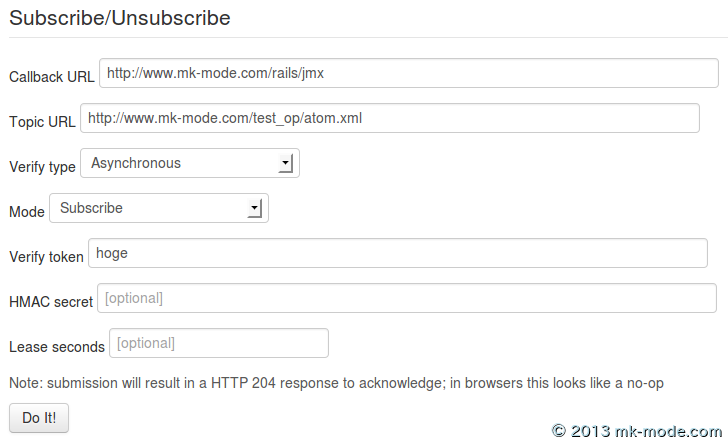 Subscribe/Unsubscribe
Callback URL http://www.mk-mode.com/rails/jmx
Topic URL http://www.mk-mode.com/test_op/atom.xml
Verify type Asynchronous
Mode Subscribe
Verify token hoge
HMAC secret [optional]
Lease seconds [optional]
Note: submission will result in a HTTP 204 response to acknowledge; in browsers this looks like a no-op
Do It!
© 2013 mk-mode.com